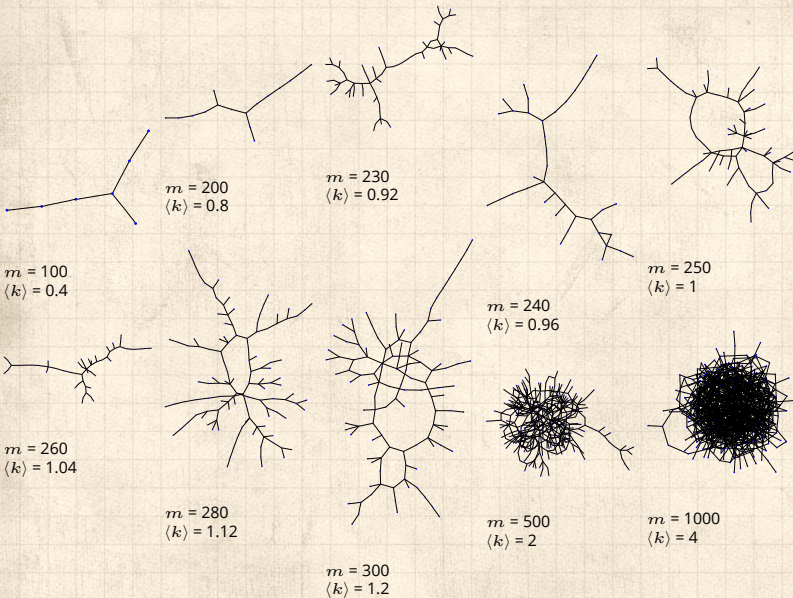 m = 200
⟨k⟩ = 0.8
m = 230
⟨k⟩ = 0.92
m = 100
⟨k⟩ = 0.4
m = 240
⟨k⟩ = 0.96
m = 250
⟨k⟩ = 1
m = 260
⟨k⟩ = 1.04
m = 280
⟨k⟩ = 1.12
m = 300
⟨k⟩ = 1.2
m = 500
⟨k⟩ = 2
m = 1000
⟨k⟩ = 4